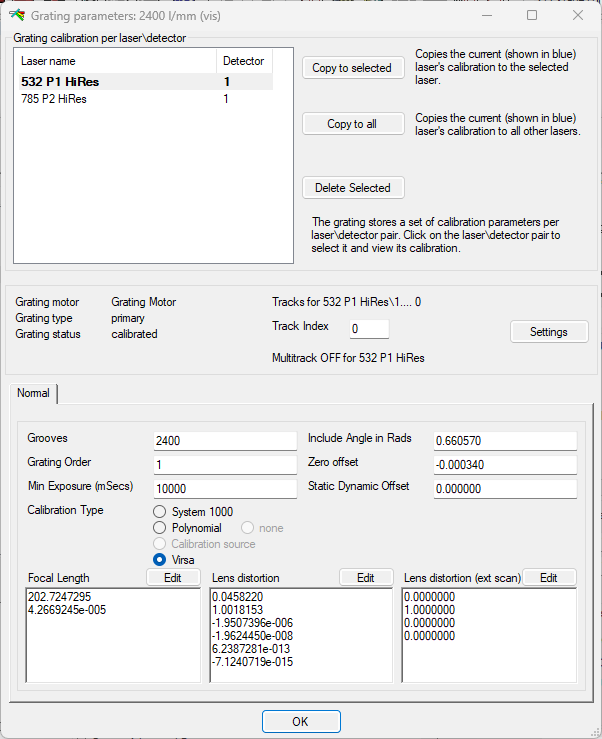 Grating parameters: 2400 l/mm (vis)
Grating calibration per laser\detector
Laser name Detector
532 P1 HiRes 1
785 P2 HiRes 1
Copy to selected
Copies the current (shown in blue)
laser's calibration to the selected
laser.
Copy to all
Copies the current (shown in blue)
laser's calibration to all other lasers.
Delete Selected
The grating stores a set of calibration parameters per
laser\detector pair. Click on the laser\detector pair to
select it and view its calibration.
Grating motor Grating Motor
Grating type primary
Grating status calibrated
Tracks for 532 P1 HiRes\1.... 0
Track Index 0
Multitrack OFF for 532 P1 HiRes
Settings
Normal
Grooves 2400
Include Angle in Rads 0.660570
Grating Order 1
Zero offset -0.000340
Min Exposure (mSecs) 10000
Static Dynamic Offset 0.000000
Calibration Type
System 1000
Polynomial none
Calibration source
Virsa
Focal Length Edit
202.7247295
4.2669245e-005
Lens distortion Edit
0.0458220
1.0018153
-1.9507396e-006
-1.9624450e-008
6.2387281e-013
-7.1240719e-015
Lens distortion (ext scan) Edit
0.0000000
1.0000000
0.0000000
0.0000000
OK